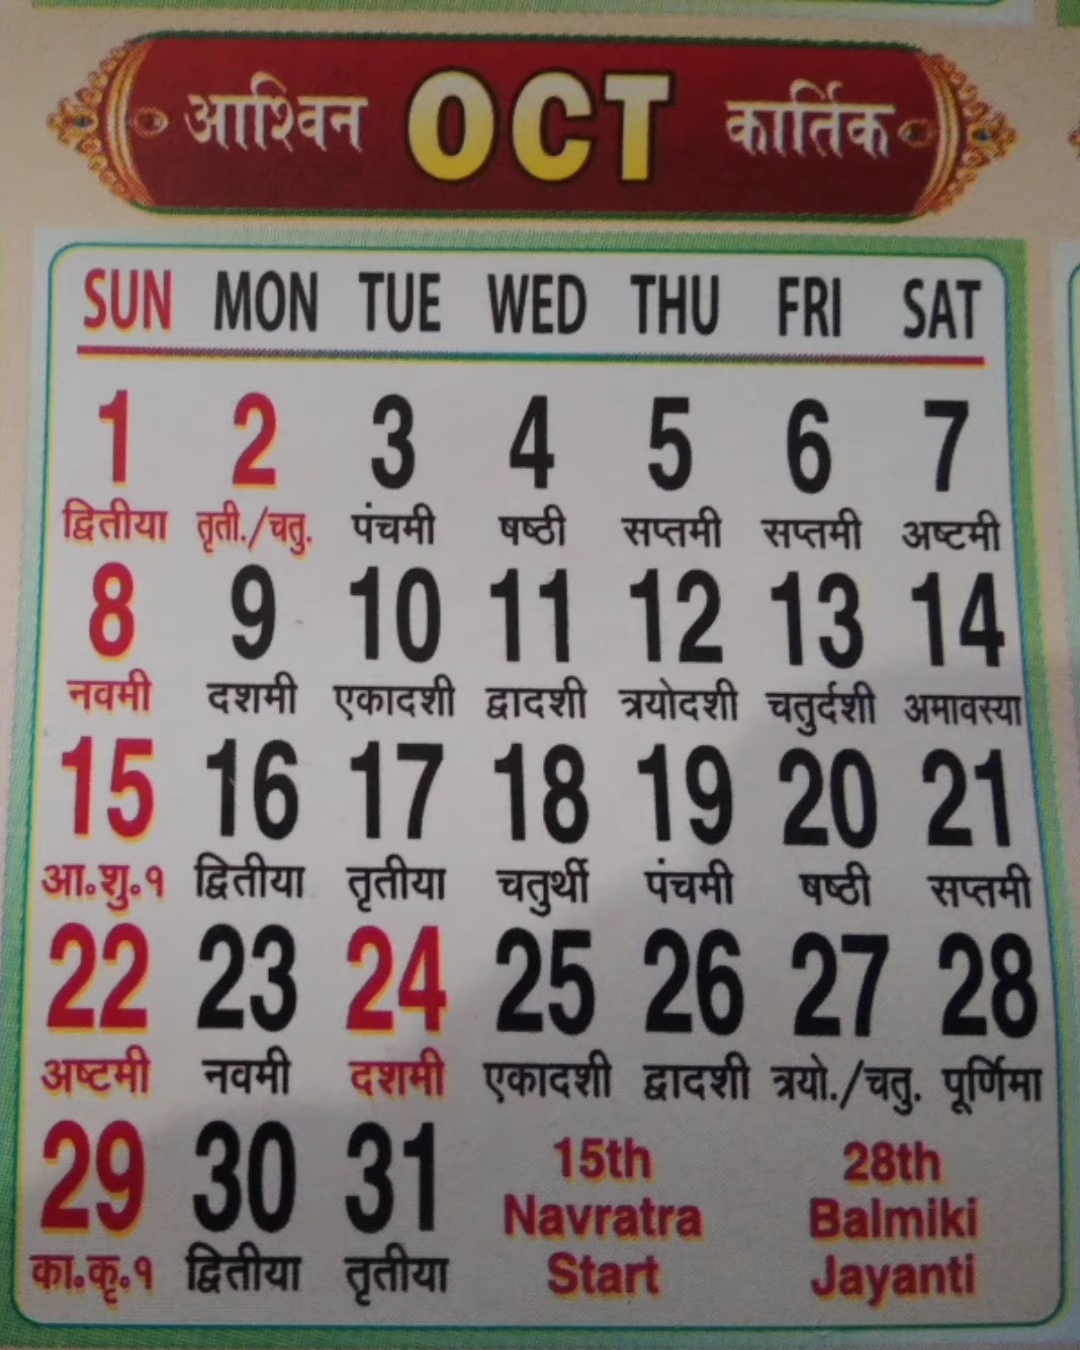 आश्विन OCT कार्तिक
SUN MON TUE WED THU FRI SAT
1 2 3 4 5 6 7
द्वितीया तृती./चतु. पंचमी षष्ठी सप्तमी सप्तमी अष्टमी
8 9 10 11 12 13 14
नवमी दशमी एकादशी द्वादशी त्रयोदशी चतुर्दशी अमावस्या
15 16 17 18 19 20 21
आ.शु.१ द्वितीया तृतीया चतुर्थी पंचमी षष्ठी सप्तमी
22 23 24 25 26 27 28
अष्टमी नवमी दशमी एकादशी द्वादशी त्रयो./चतु. पूर्णिमा
29 30 31
का.कृ.१ द्वितीया तृतीया
15th
Navratra
Start
28th
Balmiki
Jayanti